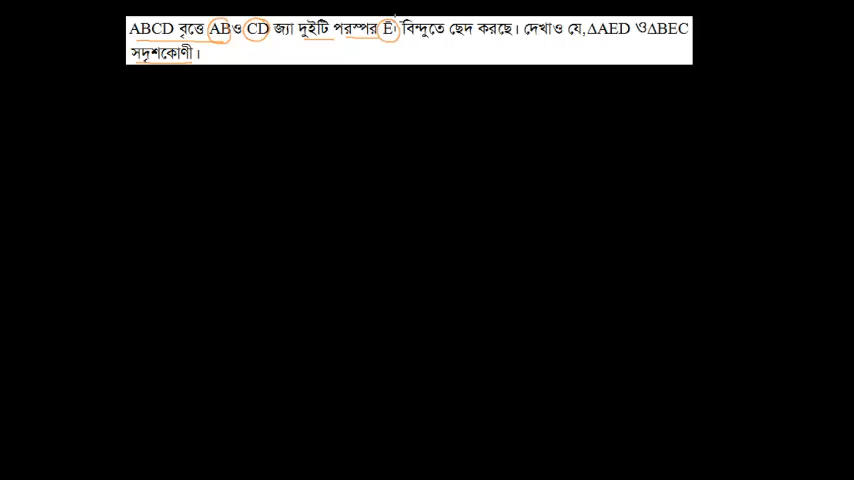 ABCD বৃত্তে AB ও CD জ্যা দুইটি পরস্পর E বিন্দুতে ছেদ করছে। দেখাও যে, ΔAED ও ΔBEC
সদৃশকোণী।